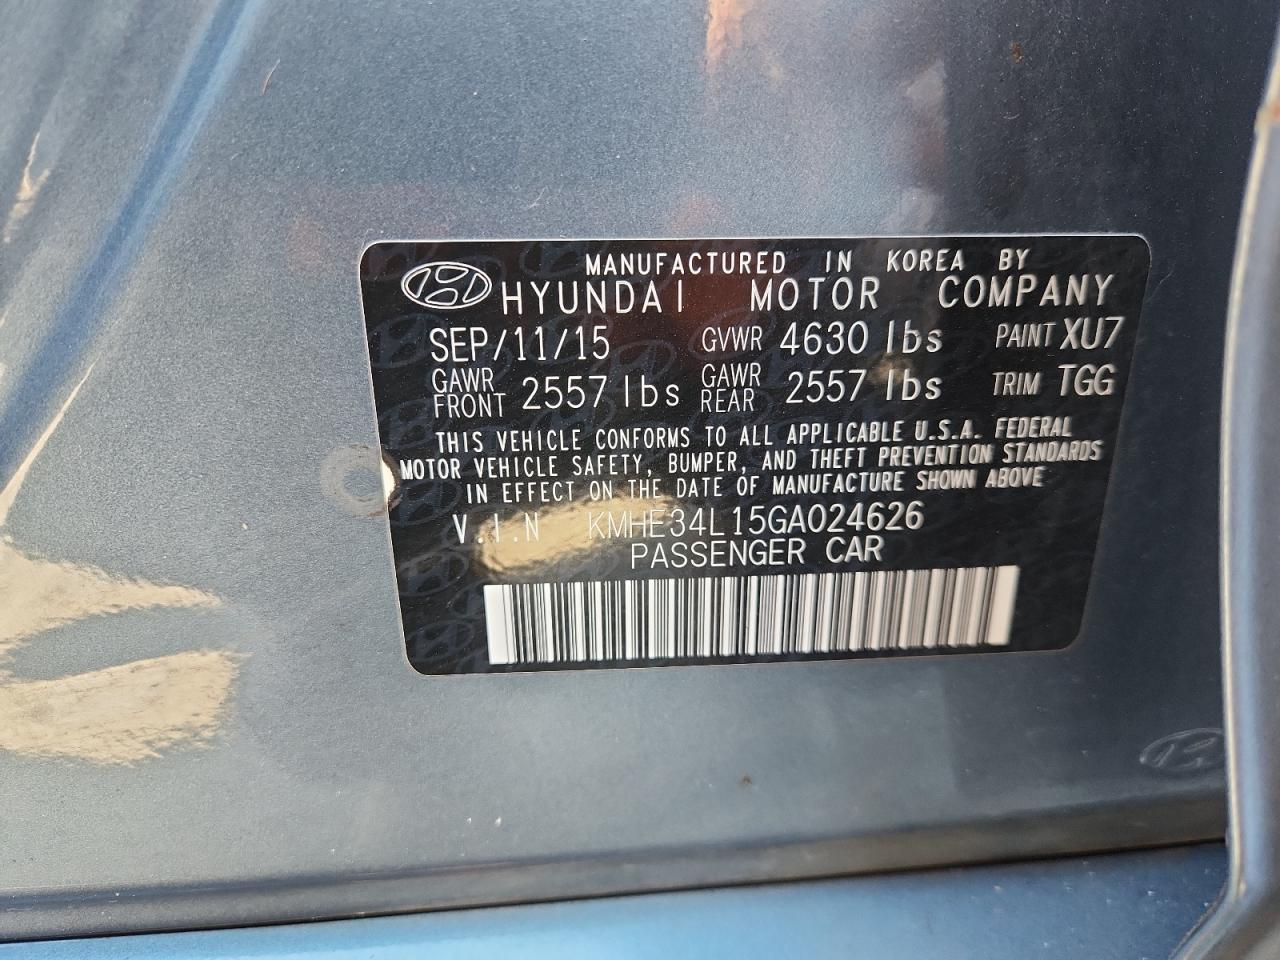 MANUFACTURED IN KOREA BY
HYUNDAI MOTOR COMPANY
SEP/11/15 GVWR 4630 lbs PAINT XU7
GAWR FRONT 2557 lbs GAWR REAR 2557 lbs TRIM TGG
THIS VEHICLE CONFORMS TO ALL APPLICABLE U.S.A. FEDERAL
MOTOR VEHICLE SAFETY, BUMPER, AND THEFT PREVENTION STANDARDS
IN EFFECT ON THE DATE OF MANUFACTURE SHOWN ABOVE
V.I.N KMHE34L15GA024626
PASSENGER CAR